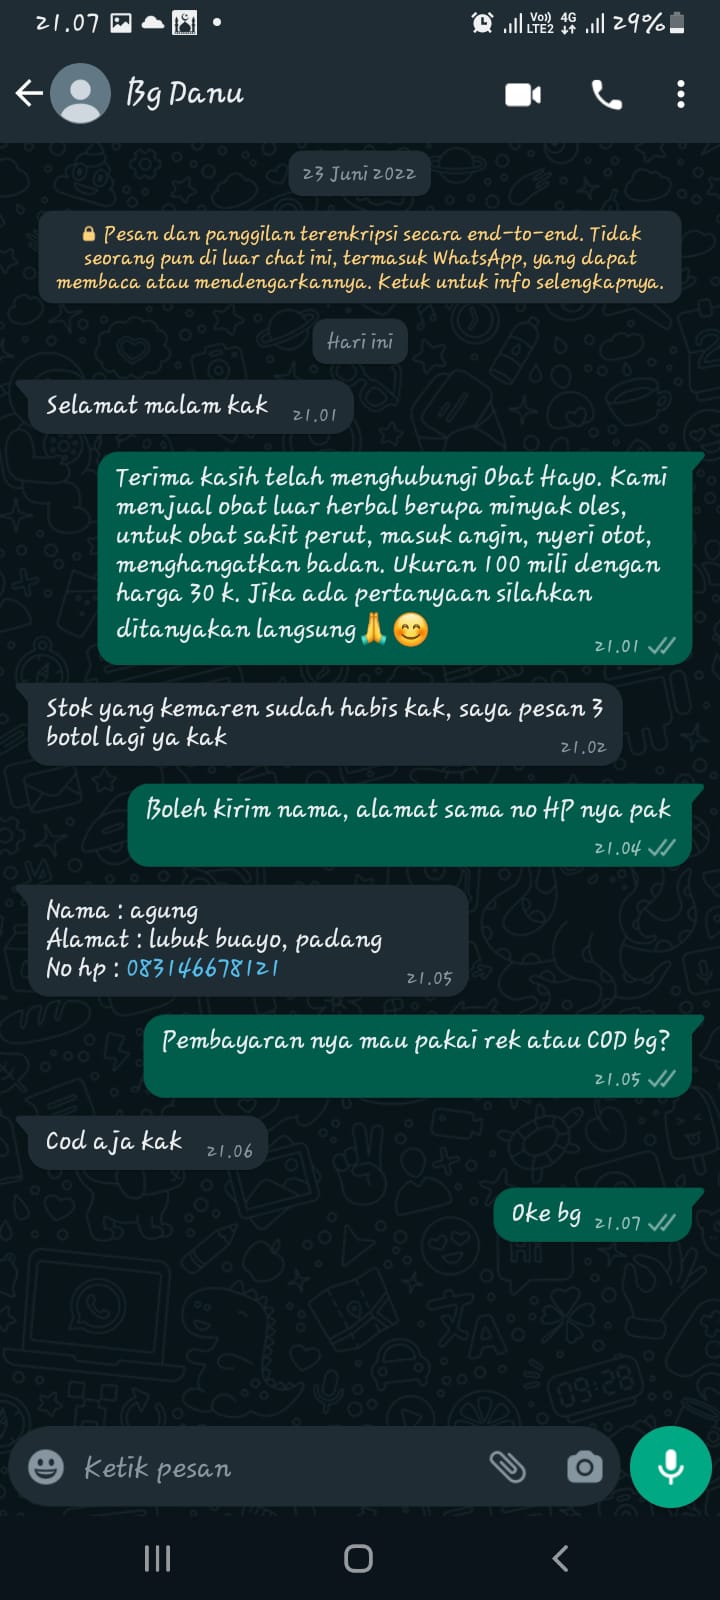 21.07
Vo)) LTE2 4G 29%
Bg Danu
23 Juni 2022
Pesan dan panggilan terenkripsi secara end-to-end. Tidak
seorang pun di luar chat ini, termasuk WhatsApp, yang dapat
membaca atau mendengarkannya. Ketuk untuk info selengkapnya.
Hari ini
Selamat malam kak 21.01
Terima kasih telah menghubungi Obat Hayo. Kami
menjual obat luar herbal berupa minyak oles,
untuk obat sakit perut, masuk angin, nyeri otot,
menghangatkan badan. Ukuran 100 mili dengan
harga 30 k. Jika ada pertanyaan silahkan
ditanyakan langsung🙏😊
21.01
Stok yang kemaren sudah habis kak, saya pesan 3
botol lagi ya kak
21.02
Boleh kirim nama, alamat sama no HP nya pak
21.04
Nama : agung
Alamat : lubuk buayo, padang
No hp : 083146678121
21.05
Pembayaran nya mau pakai rek atau COD bg?
21.05
Cod aja kak 21.06
Oke bg 21.07
Ketik pesan